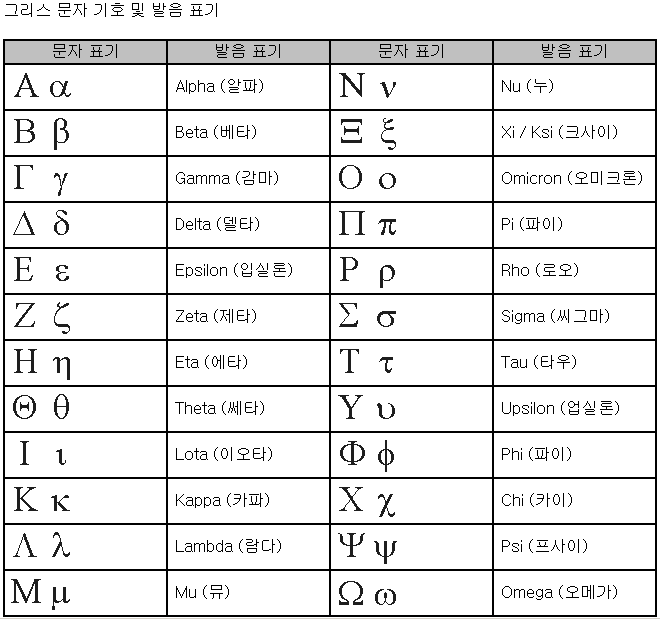 그리스 문자 기호 및 발음 표기
문자 표기 발음 표기 문자 표기 발음 표기
Α α Alpha (알파) Ν ν Nu (누)
Β β Beta (베타) Ξ ξ Xi / Ksi (크사이)
Γ γ Gamma (감마) Ο ο Omicron (오미크론)
Δ δ Delta (델타) Π π Pi (파이)
Ε ε Epsilon (입실론) Ρ ρ Rho (로오)
Ζ ζ Zeta (제타) Σ σ Sigma (씨그마)
Η η Eta (에타) Τ τ Tau (타우)
Θ θ Theta (쎄타) Υ υ Upsilon (업실론)
Ι ι Lota (이오타) Φ ϕ Phi (파이)
Κ κ Kappa (카파) Χ χ Chi (카이)
Λ λ Lambda (람다) Ψ ψ Psi (프사이)
Μ μ Mu (뮤) Ω ω Omega (오메가)